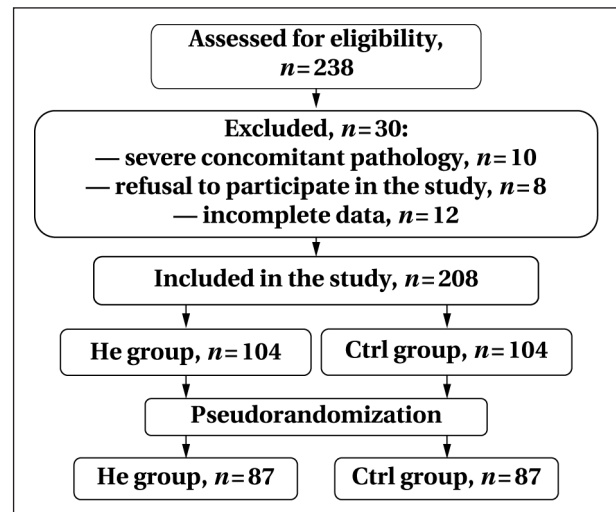 Assessed for eligibility,
n=238
Excluded, n=30:
— severe concomitant pathology, n=10
— refusal to participate in the study, n=8
— incomplete data, n=12
Included in the study, n=208
He group, n=104
Ctrl group, n=104
Pseudorandomization
He group, n=87
Ctrl group, n=87